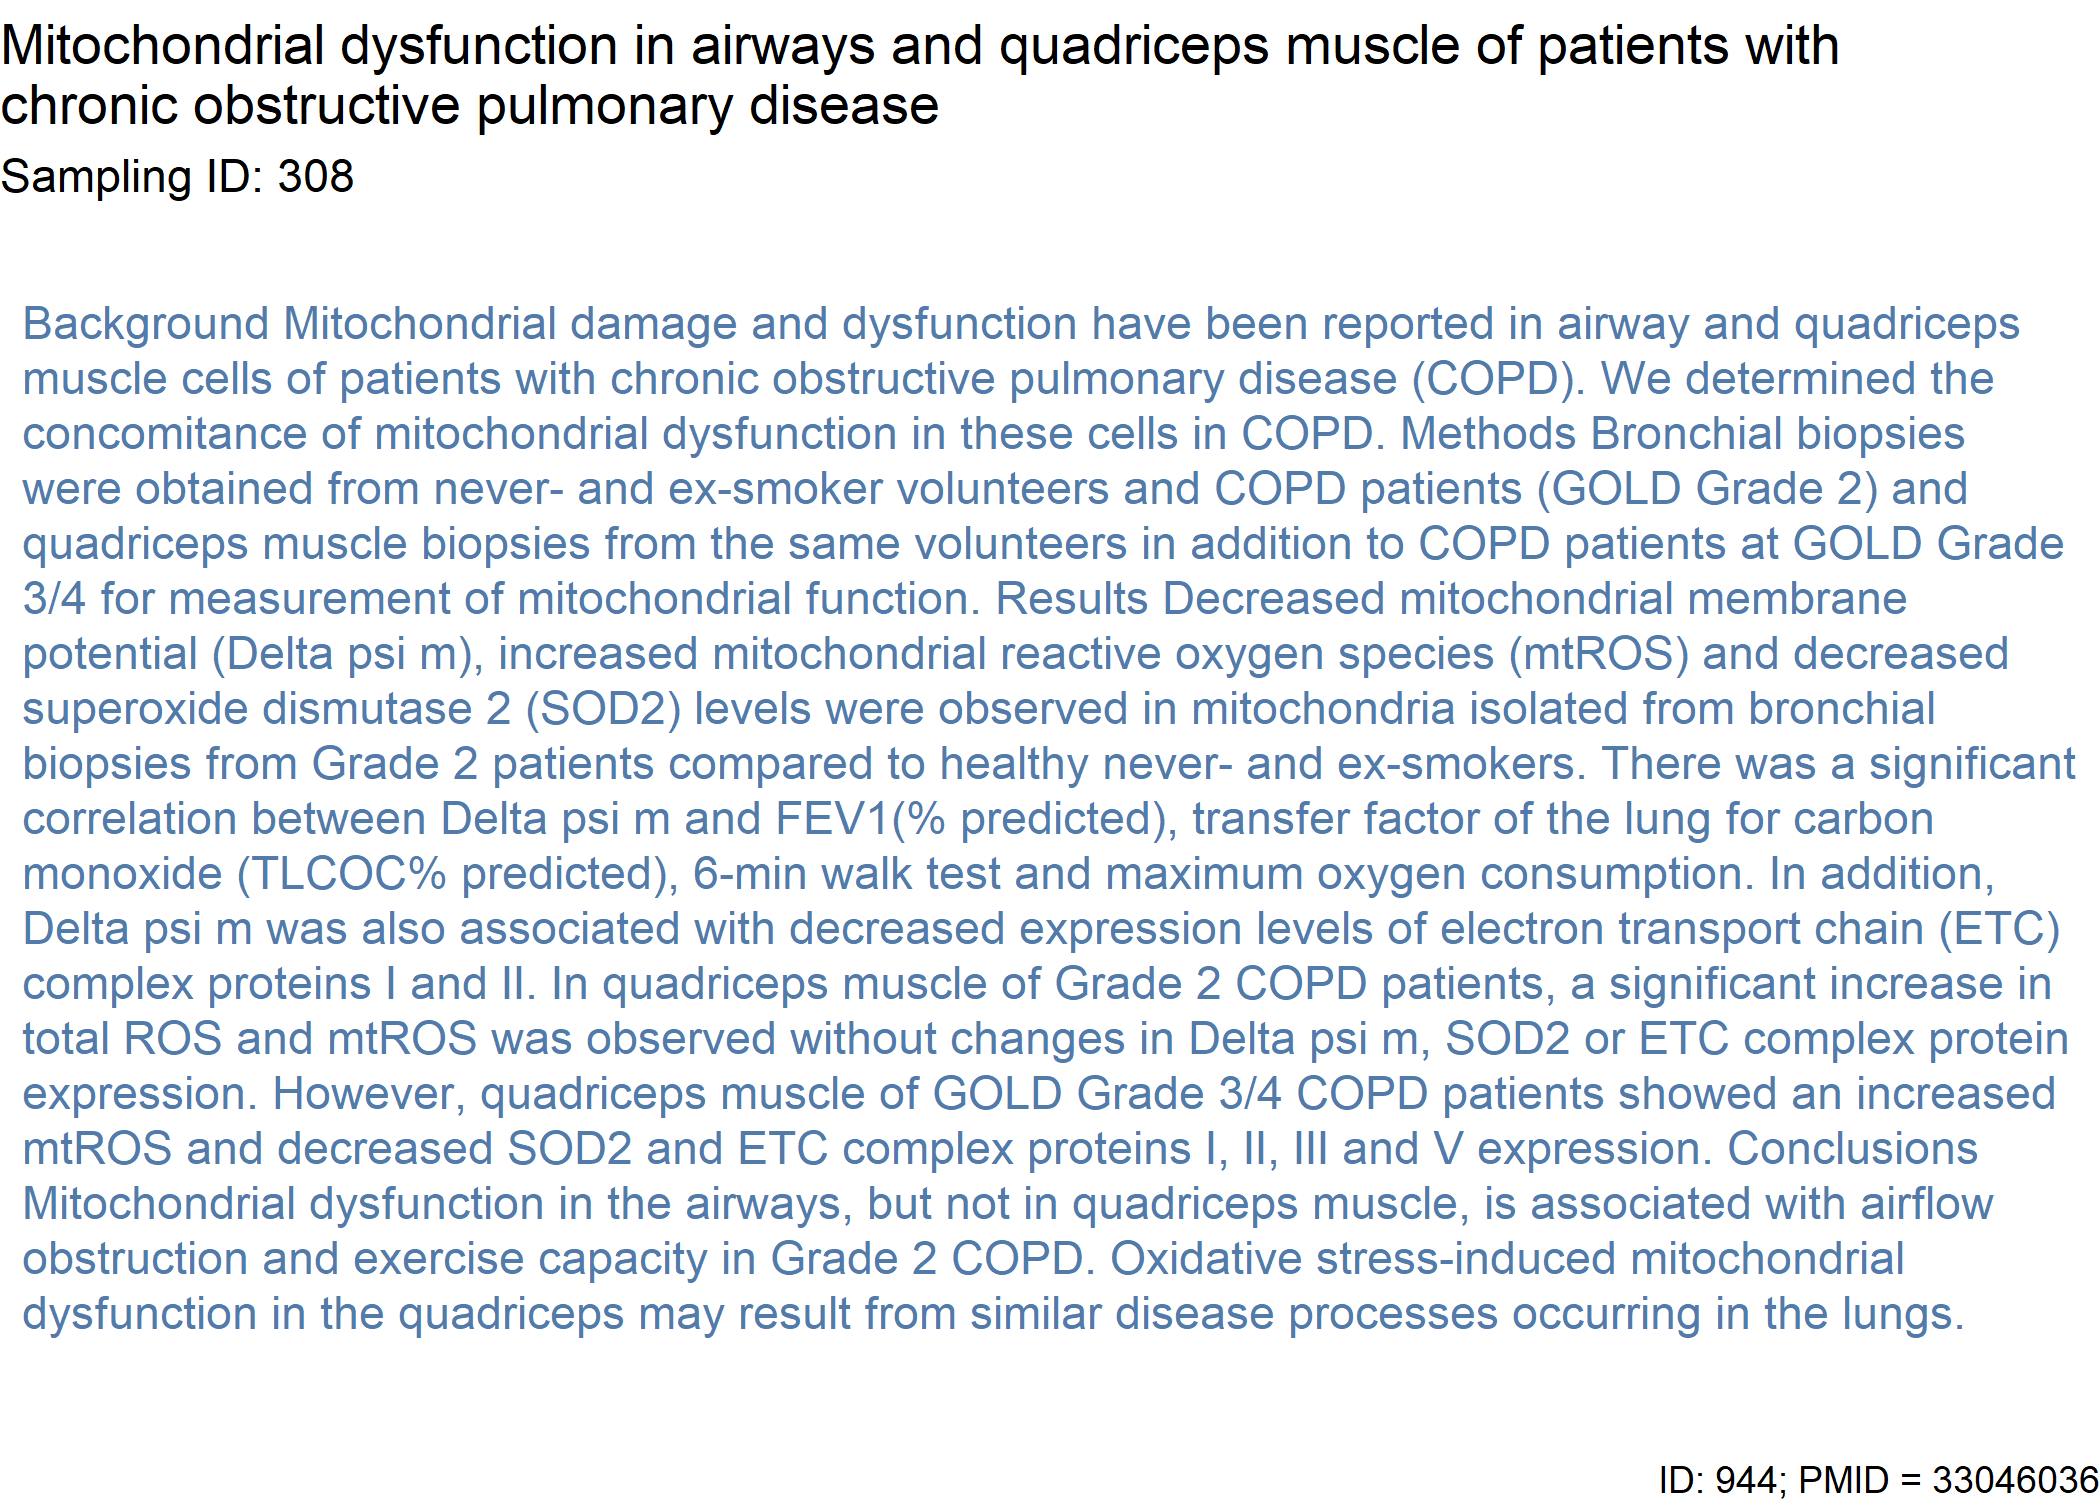 Mitochondrial dysfunction in airways and quadriceps muscle of patients with
chronic obstructive pulmonary disease
Sampling ID: 308
Background Mitochondrial damage and dysfunction have been reported in airway and quadriceps
muscle cells of patients with chronic obstructive pulmonary disease (COPD). We determined the
concomitance of mitochondrial dysfunction in these cells in COPD. Methods Bronchial biopsies
were obtained from never- and ex-smoker volunteers and COPD patients (GOLD Grade 2) and
quadriceps muscle biopsies from the same volunteers in addition to COPD patients at GOLD Grade
3/4 for measurement of mitochondrial function. Results Decreased mitochondrial membrane
potential (Delta psi m), increased mitochondrial reactive oxygen species (mtROS) and decreased
superoxide dismutase 2 (SOD2) levels were observed in mitochondria isolated from bronchial
biopsies from Grade 2 patients compared to healthy never- and ex-smokers. There was a significant
correlation between Delta psi m and FEV1(% predicted), transfer factor of the lung for carbon
monoxide (TLCOC% predicted), 6-min walk test and maximum oxygen consumption. In addition,
Delta psi m was also associated with decreased expression levels of electron transport chain (ETC)
complex proteins I and II. In quadriceps muscle of Grade 2 COPD patients, a significant increase in
total ROS and mtROS was observed without changes in Delta psi m, SOD2 or ETC complex protein
expression. However, quadriceps muscle of GOLD Grade 3/4 COPD patients showed an increased
mtROS and decreased SOD2 and ETC complex proteins I, II, III and V expression. Conclusions
Mitochondrial dysfunction in the airways, but not in quadriceps muscle, is associated with airflow
obstruction and exercise capacity in Grade 2 COPD. Oxidative stress-induced mitochondrial
dysfunction in the quadriceps may result from similar disease processes occurring in the lungs.
ID: 944; PMID = 33046036